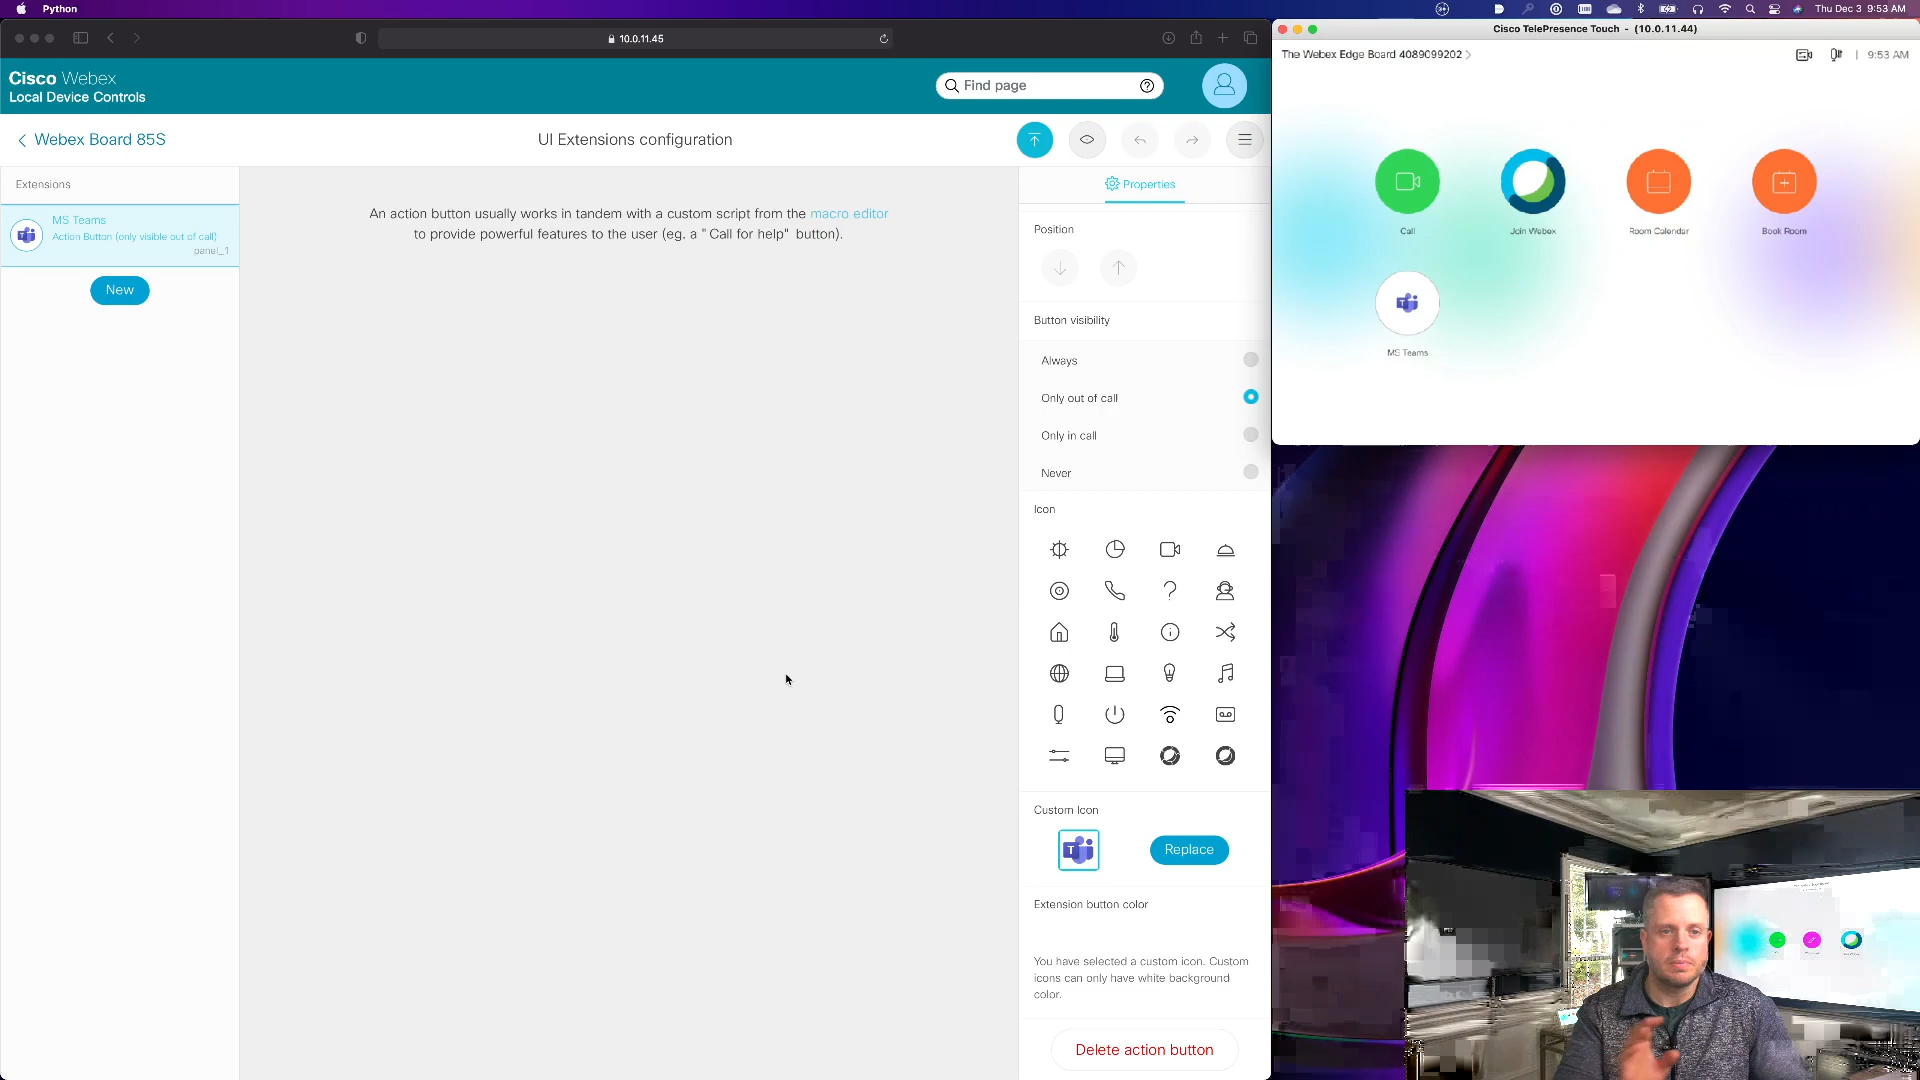 Python
Thu Dec 3 9:53 AM
10.0.11.45
Cisco TelePresence Touch - (10.0.11.44)
Cisco Webex
Local Device Controls
Find page
The Webex Edge Board 4089099202
9:53 AM
Webex Board 85S
UI Extensions configuration
Extensions
MS Teams
Action Button (only visible out of call)
panel_1
New
An action button usually works in tandem with a custom script from the macro editor
to provide powerful features to the user (eg. a "Call for help" button).
Properties
Position
Button visibility
Always
Only out of call
Only in call
Never
Icon
Custom Icon
T
Replace
Extension button color
You have selected a custom icon. Custom
icons can only have white background
color.
Delete action button
Call
Join Webex
Room Calendar
Book Room
MS Teams